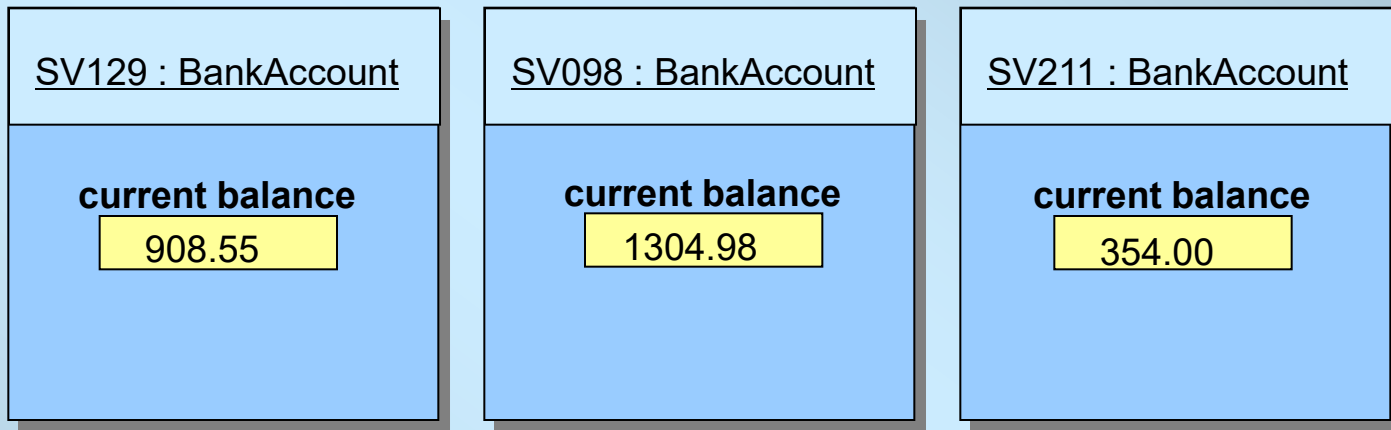 SV129 : BankAccount
current balance
908.55
SV098 : BankAccount
current balance
1304.98
SV211 : BankAccount
current balance
354.00